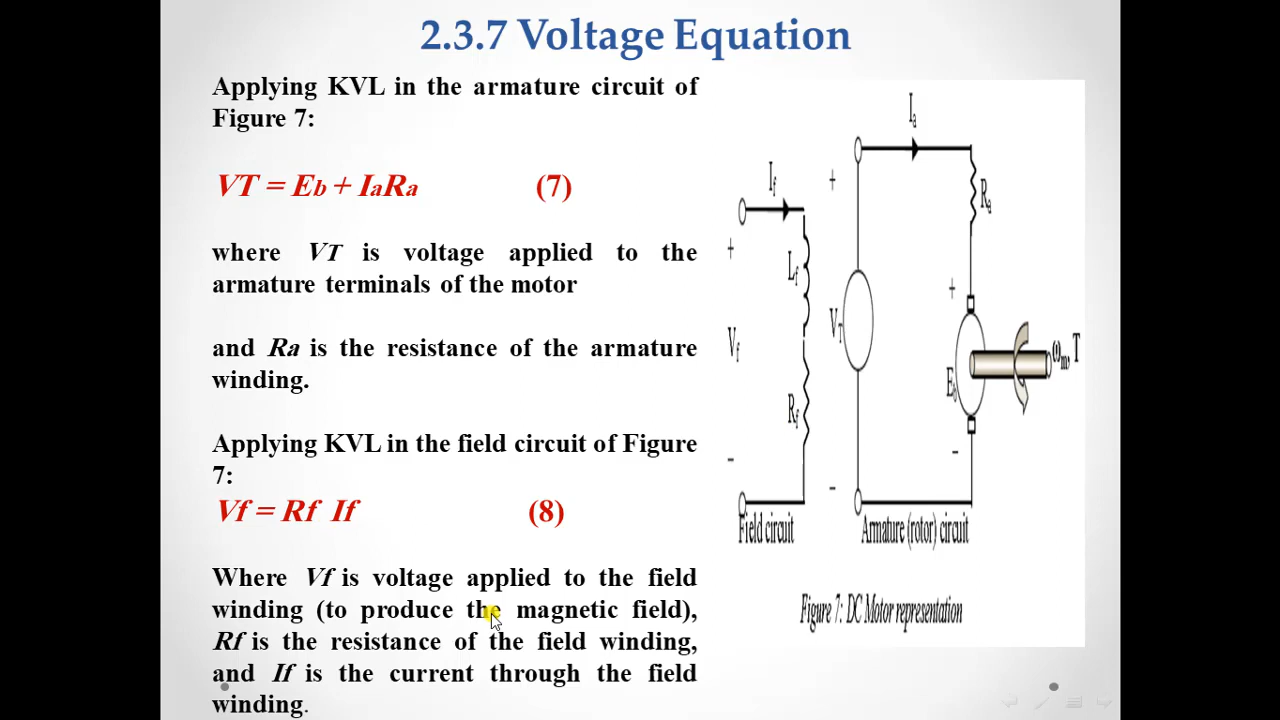 2.3.7 Voltage Equation
Applying KVL in the armature circuit of
Figure 7:
VT = Eb + IaRa (7)
where VT is voltage applied to the
armature terminals of the motor
and Ra is the resistance of the armature
winding.
Applying KVL in the field circuit of Figure
7:
Vf = Rf If (8)
Where Vf is voltage applied to the field
winding (to produce the magnetic field),
Rf is the resistance of the field winding,
and If is the current through the field
winding.
Ia
If
+
+
Ra
Lf
+
VT
Vf
ωm, T
Eb
Rf
-
-
-
Field circuit
Armature (rotor) circuit
Figure 7: DC Motor representation